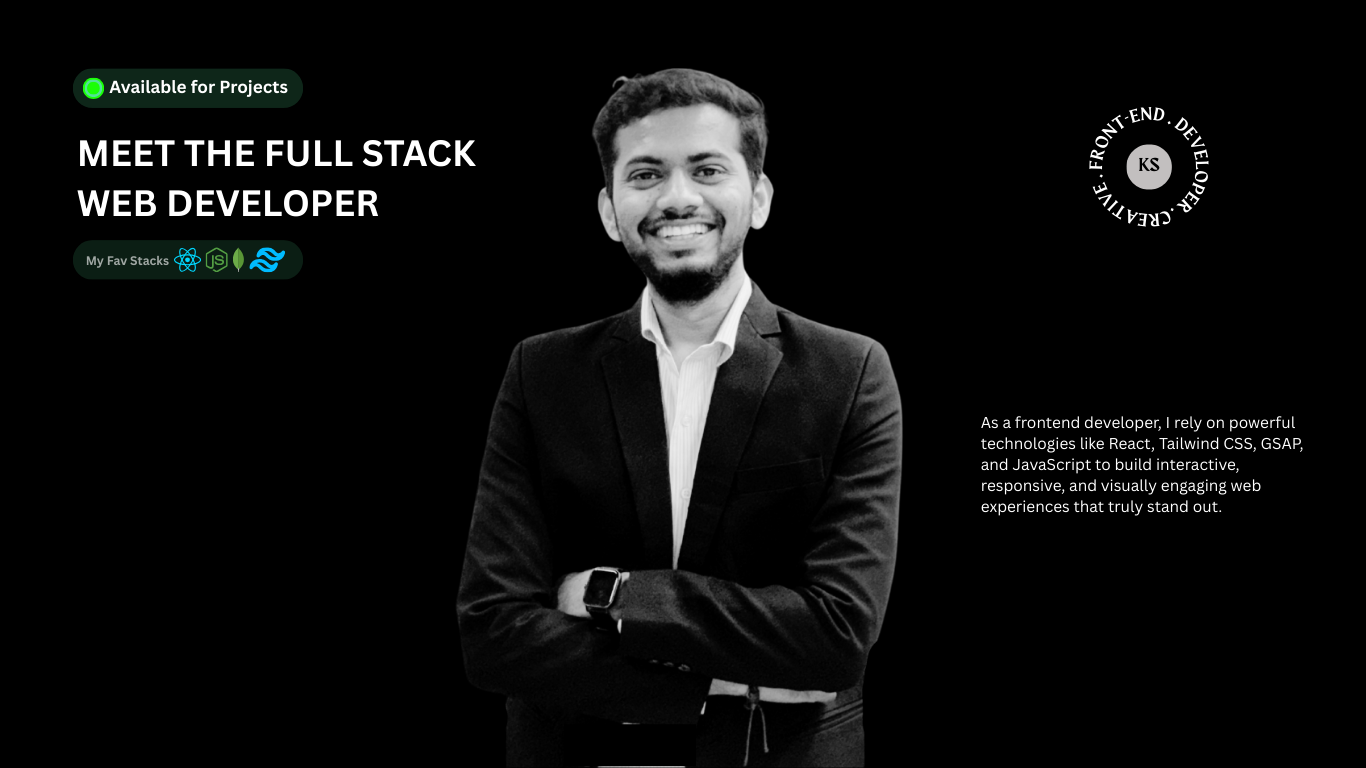 Available for Projects
MEET THE FULL STACK
WEB DEVELOPER
My Fav Stacks
JS
FRONT-END . DEVELOPER . CREATIVE .
KS
As a frontend developer, I rely on powerful
technologies like React, Tailwind CSS, GSAP,
and JavaScript to build interactive,
responsive, and visually engaging web
experiences that truly stand out.